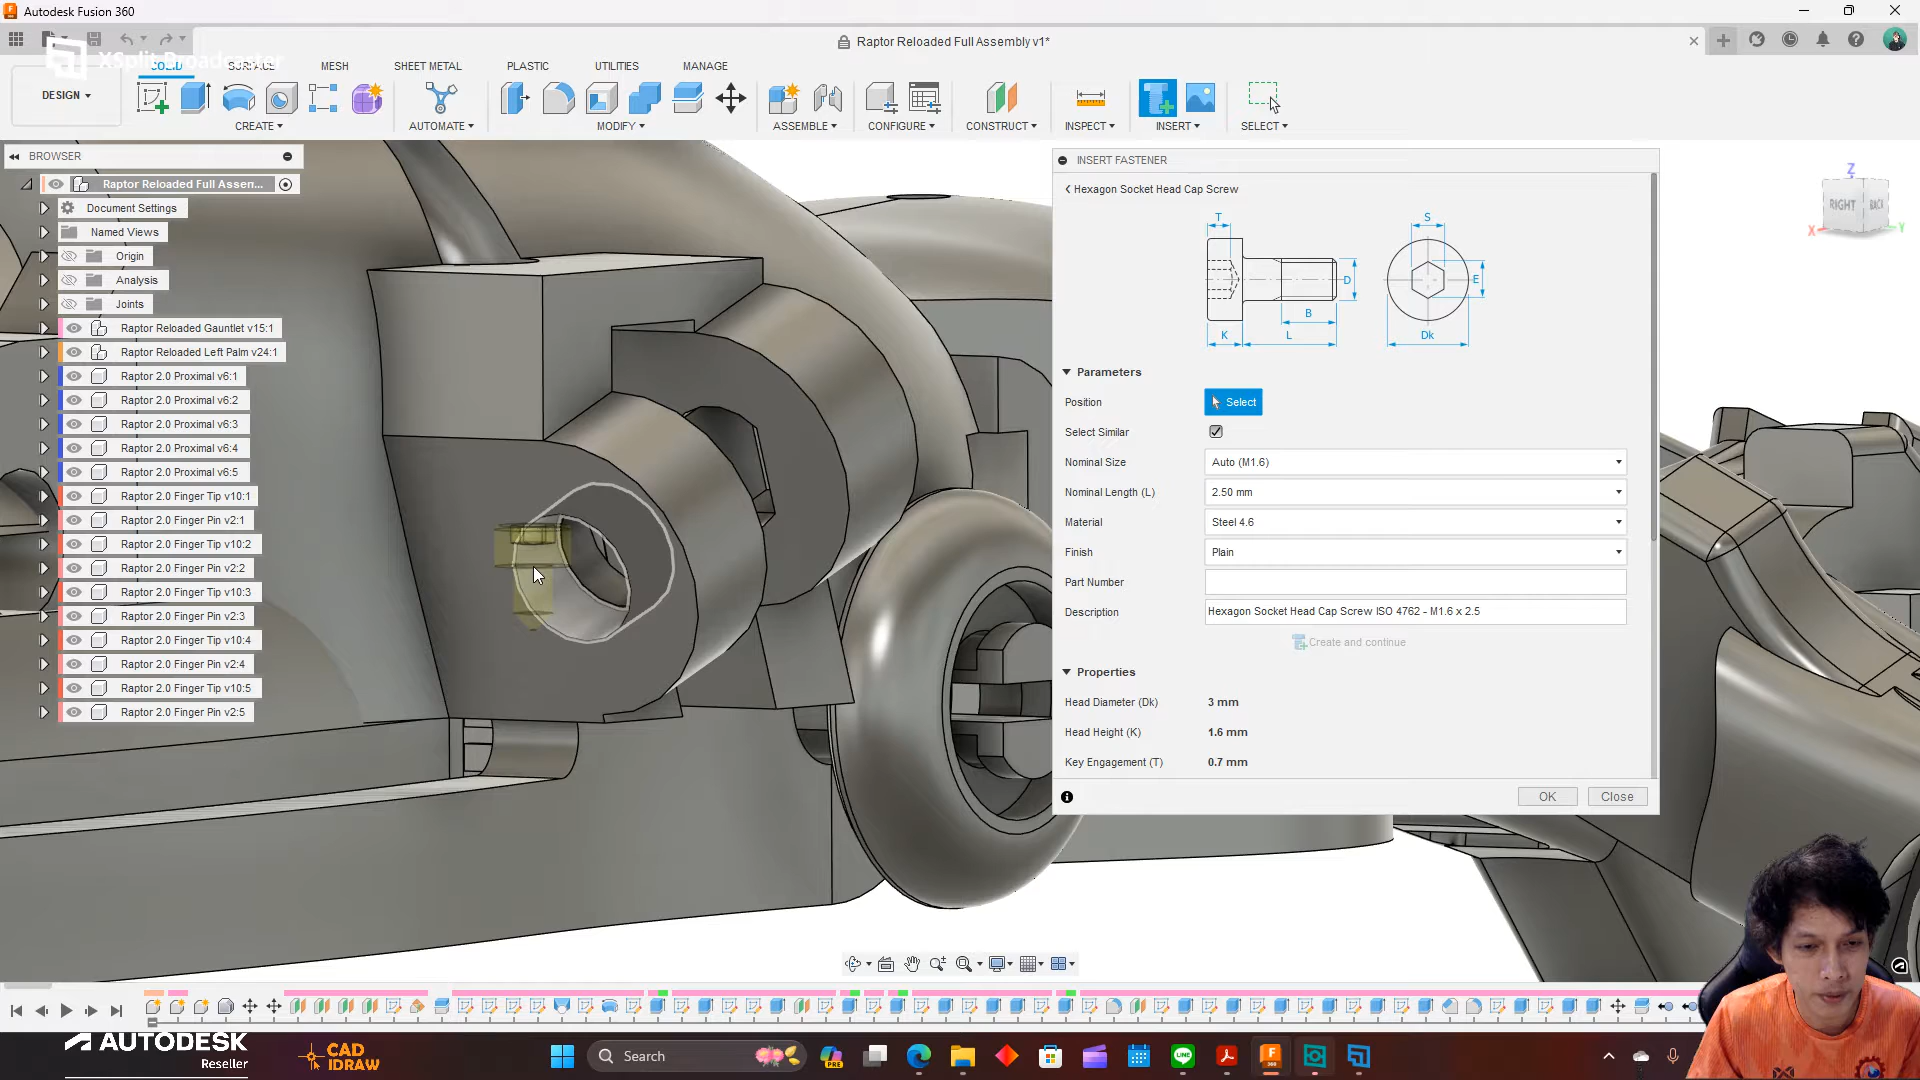 Autodesk Fusion 360
XSplit Broadcaster
Raptor Reloaded Full Assembly v1*
SOLID
SURFACE
MESH
SHEET METAL
PLASTIC
UTILITIES
MANAGE
DESIGN
CREATE
AUTOMATE
MODIFY
ASSEMBLE
CONFIGURE
CONSTRUCT
INSPECT
INSERT
SELECT
BROWSER
Raptor Reloaded Full Assem...
Document Settings
Named Views
Origin
Analysis
Joints
Raptor Reloaded Gauntlet v15:1
Raptor Reloaded Left Palm v24:1
Raptor 2.0 Proximal v6:1
Raptor 2.0 Proximal v6:2
Raptor 2.0 Proximal v6:3
Raptor 2.0 Proximal v6:4
Raptor 2.0 Proximal v6:5
Raptor 2.0 Finger Tip v10:1
Raptor 2.0 Finger Pin v2:1
Raptor 2.0 Finger Tip v10:2
Raptor 2.0 Finger Pin v2:2
Raptor 2.0 Finger Tip v10:3
Raptor 2.0 Finger Pin v2:3
Raptor 2.0 Finger Tip v10:4
Raptor 2.0 Finger Pin v2:4
Raptor 2.0 Finger Tip v10:5
Raptor 2.0 Finger Pin v2:5
INSERT FASTENER
Hexagon Socket Head Cap Screw
T
S
D
E
B
K
L
Dk
Parameters
Position
Select
Select Similar
Nominal Size
Auto (M1.6)
Nominal Length (L)
2.50 mm
Material
Steel 4.6
Finish
Plain
Part Number
Description
Hexagon Socket Head Cap Screw ISO 4762 - M1.6 x 2.5
Create and continue
Properties
Head Diameter (Dk)
3 mm
Head Height (K)
1.6 mm
Key Engagement (T)
0.7 mm
OK
Close
Z
RIGHT
BACK
X
Y
AUTODESK
Reseller
CAD
IDRAW
Search
PRE
F
360